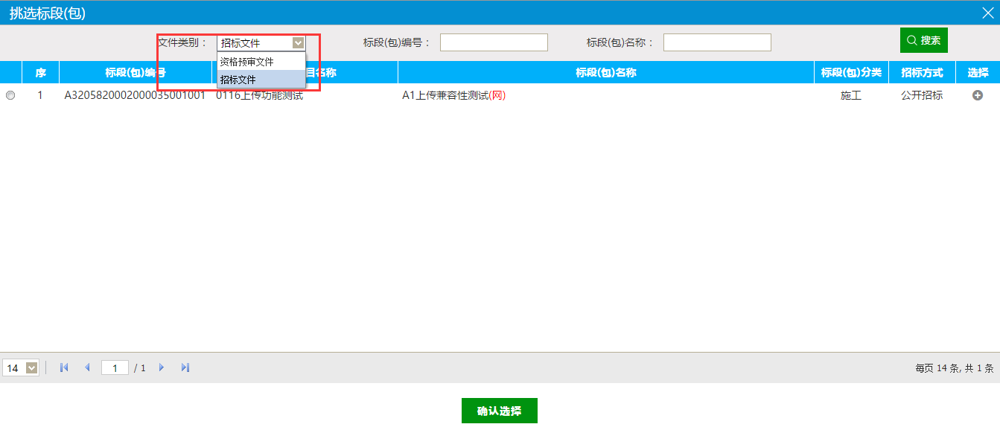 挑选标段(包)
文件类别： 招标文件 标段(包)编号： 标段(包)名称： 搜索
资格预审文件
招标文件
序 标段(包)编号 目名称 标段(包)名称 标段(包)分类 招标方式 选择
1 A3205820002000035001001 0116上传功能测试 A1上传兼容性测试(网) 施工 公开招标
14 1 / 1 每页 14 条, 共 1 条
确认选择